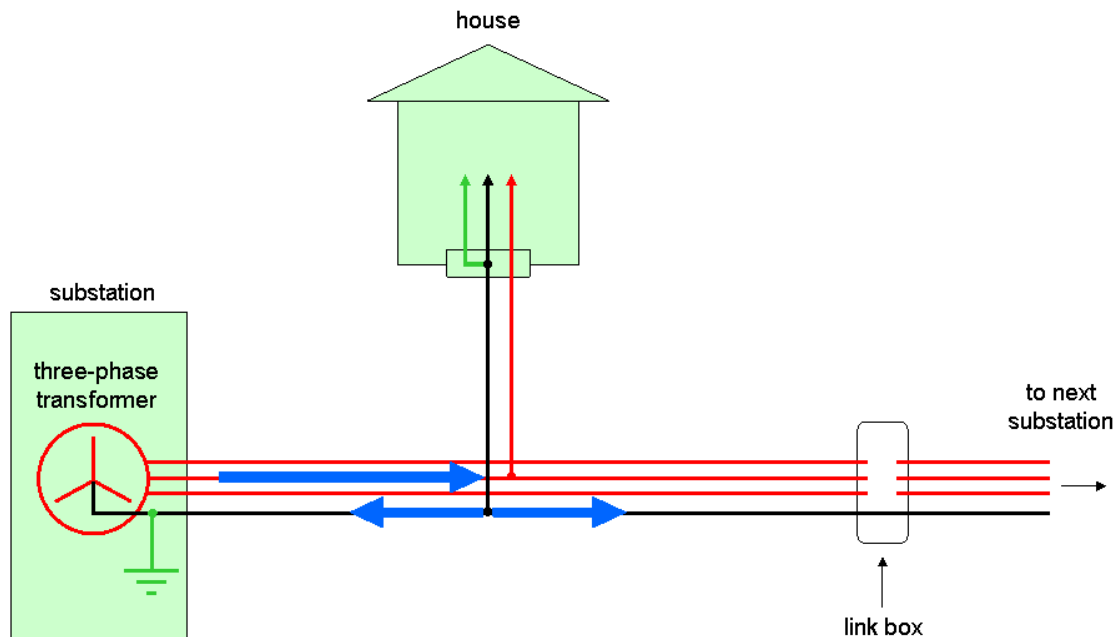 house
substation
three-phase
transformer
to next
substation
link box